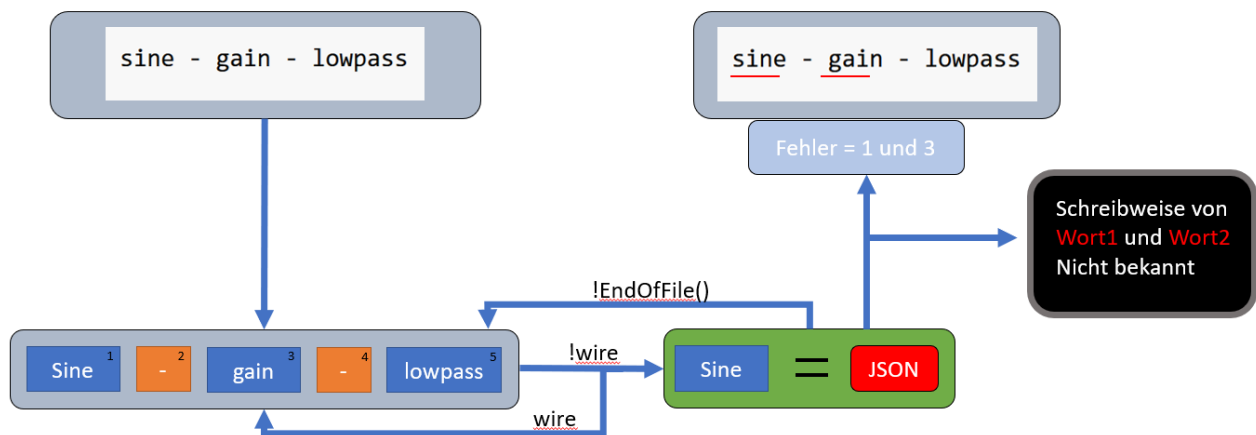 sine - gain - lowpass
sine - gain - lowpass
Fehler = 1 und 3
Schreibweise von
Wort1 und Wort2
Nicht bekannt
!EndOfFile()
Sine 1 - 2 gain 3 - 4 lowpass 5
!wire
wire
Sine = JSON